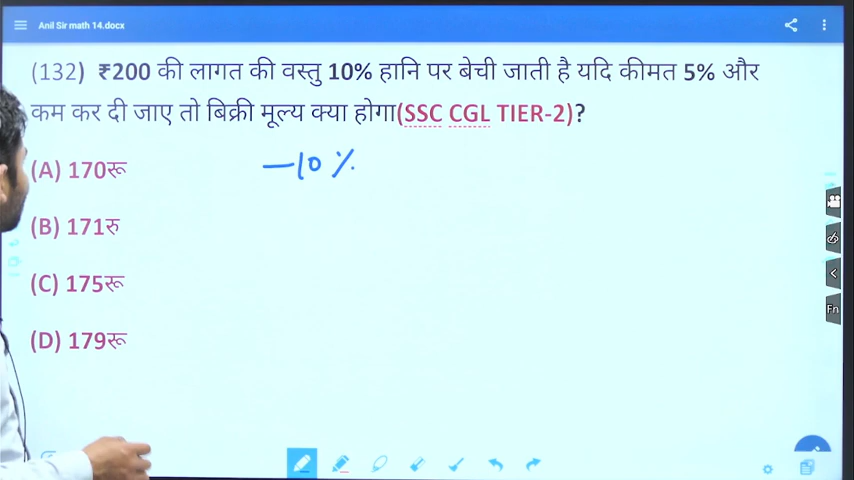 Anil Sir math 14.docx
(132) ₹200 की लागत की वस्तु 10% हानि पर बेची जाती है यदि कीमत 5% और
कम कर दी जाए तो बिक्री मूल्य क्या होगा(SSC CGL TIER-2)?
(A) 170रू
−10 %
(B) 171रु
(C) 175रू
(D) 179रू
Fn